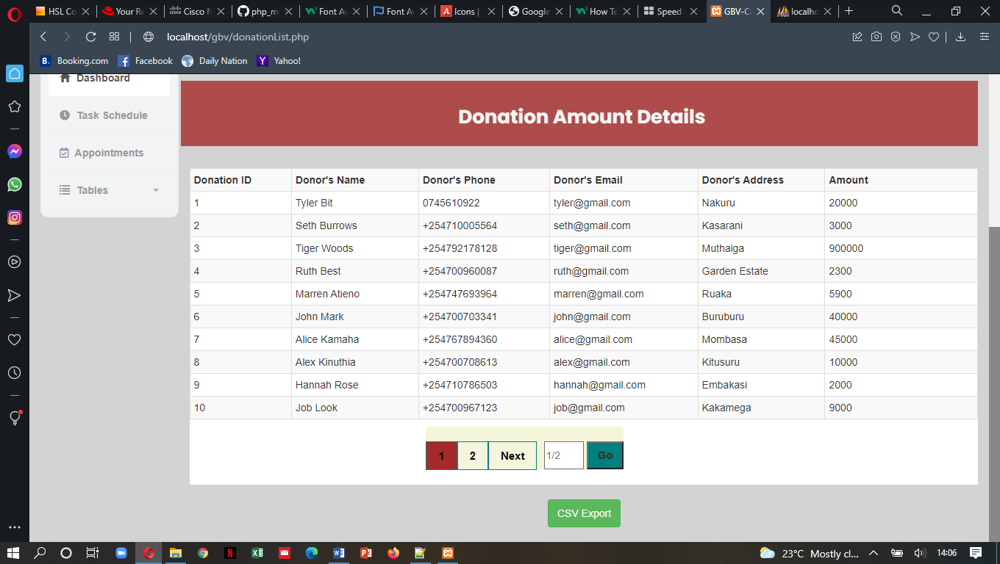 HSL Co
Your Re
Cisco N
php_my
Font Av
Font Av
Icons |
Google
How To
Speed
GBV-C
localho
localhost/gbv/donationList.php
B. Booking.com
Facebook
Daily Nation
Y Yahoo!
Dashboard
Task Schedule
Appointments
Tables
Donation Amount Details
Donation ID Donor's Name Donor's Phone Donor's Email Donor's Address Amount
1 Tyler Bit 0745610922 tyler@gmail.com Nakuru 20000
2 Seth Burrows +254710005564 seth@gmail.com Kasarani 3000
3 Tiger Woods +254792178128 tiger@gmail.com Muthaiga 900000
4 Ruth Best +254700960087 ruth@gmail.com Garden Estate 2300
5 Marren Atieno +254747693964 marren@gmail.com Ruaka 5900
6 John Mark +254700703341 john@gmail.com Buruburu 40000
7 Alice Kamaha +254767894360 alice@gmail.com Mombasa 45000
8 Alex Kinuthia +254700708613 alex@gmail.com Kitusuru 10000
9 Hannah Rose +254710786503 hannah@gmail.com Embakasi 2000
10 Job Look +254700967123 job@gmail.com Kakamega 9000
1 2 Next 1/2 Go
CSV Export
23°C Mostly cl... 14:06